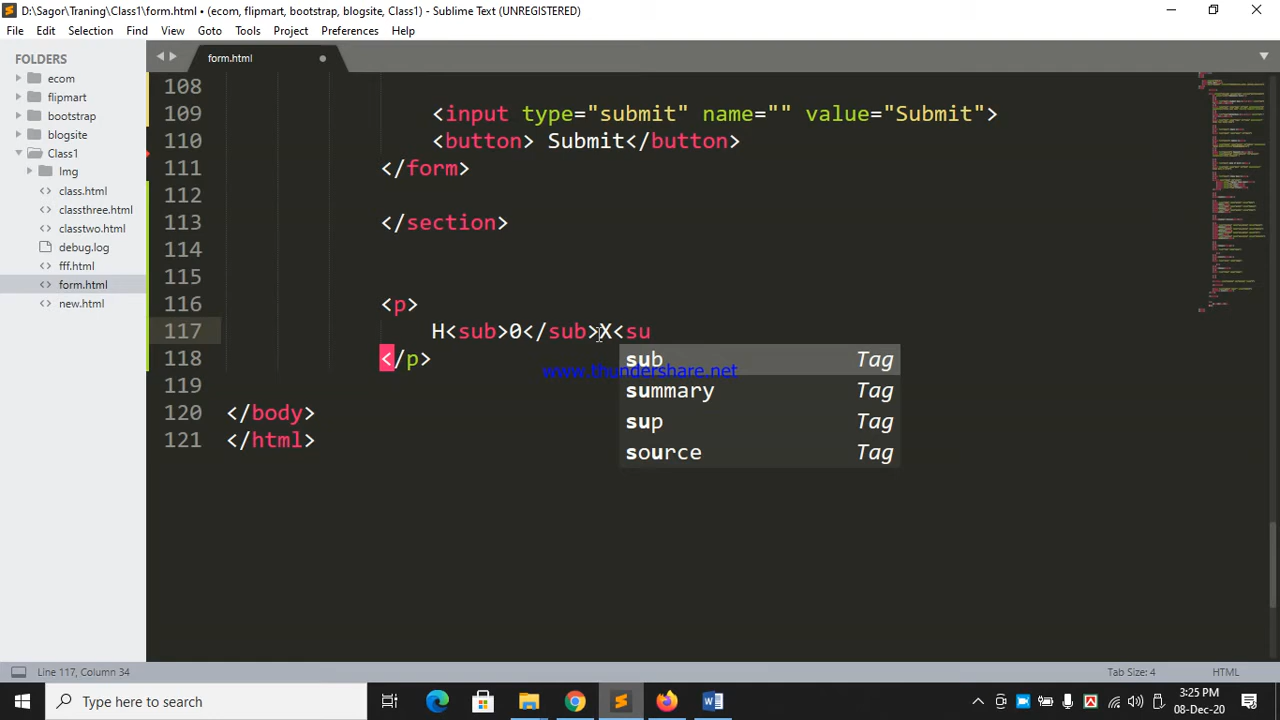 D:\Sagor\Traning\Class1\form.html • (ecom, flipmart, bootstrap, blogsite, Class1) - Sublime Text (UNREGISTERED)
File Edit Selection Find View Goto Tools Project Preferences Help
FOLDERS
ecom
flipmart
bootstrap
blogsite
Class1
Img
class.html
classthree.html
classtwo.html
debug.log
fff.html
form.html
new.html
form.html
108
109 <input type="submit" name="" value="Submit">
110 <button> Submit</button>
111 </form>
112
113 </section>
114
115
116 <p>
117 H<sub>0</sub>X<su
118 </p>
119
120 </body>
121 </html>
sub Tag
summary Tag
sup Tag
source Tag
www.thundershare.net
Line 117, Column 34
Tab Size: 4
HTML
Type here to search
3:25 PM
08-Dec-20